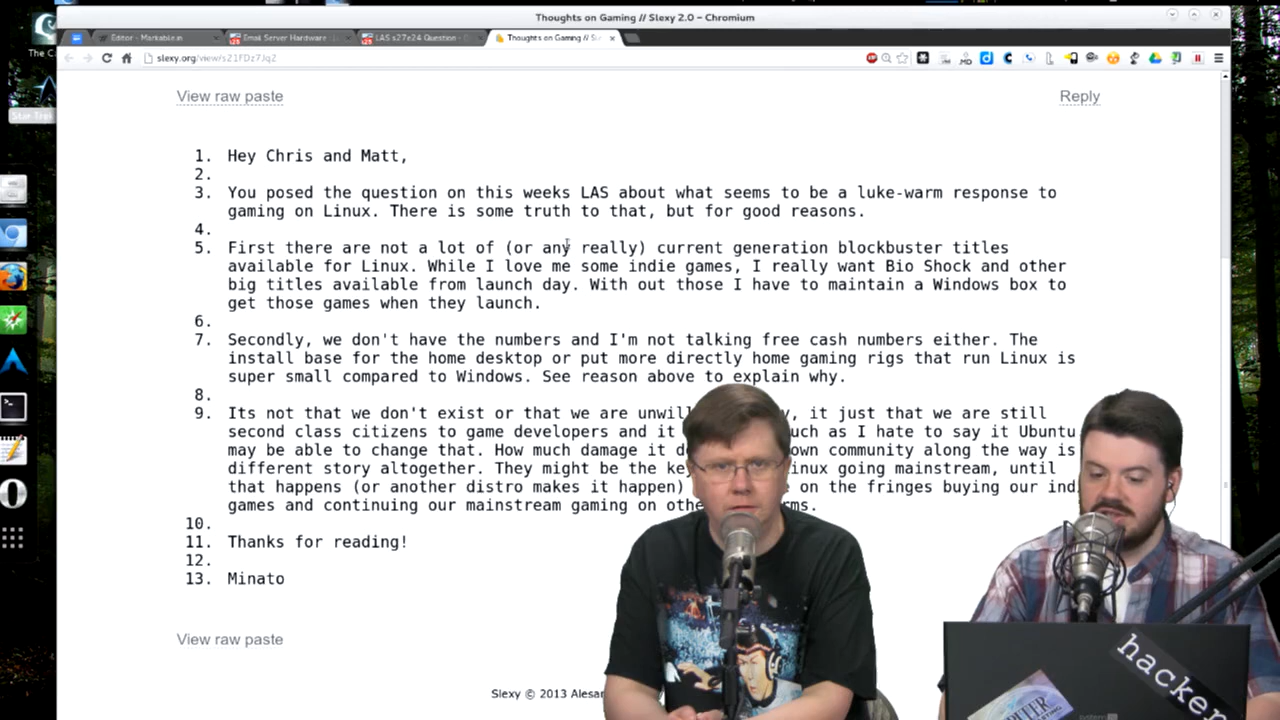 Thoughts on Gaming // Slexy 2.0 - Chromium
Editor - Markable.in
Email Server Hardware :
LAS s27e24 Question -
Thoughts on Gaming //
slexy.org/view/s21FDz7JqZ
The
View raw paste
Reply
1. Hey Chris and Matt,
2.
3. You posed the question on this weeks LAS about what seems to be a luke-warm response to
gaming on Linux. There is some truth to that, but for good reasons.
4.
5. First there are not a lot of (or any really) current generation blockbuster titles
available for Linux. While I love me some indie games, I really want Bio Shock and other
big titles available from launch day. With out those I have to maintain a Windows box to
get those games when they launch.
6.
7. Secondly, we don't have the numbers and I'm not talking free cash numbers either. The
install base for the home desktop or put more directly home gaming rigs that run Linux is
super small compared to Windows. See reason above to explain why.
8.
9. Its not that we don't exist or that we are it just that we are still
second class citizens to game developers and it as I hate to say it Ubuntu
may be able to change that. How much damage it own community along the way is
different story altogether. They might be the going mainstream, until
that happens (or another distro makes it happen) on the fringes buying our
games and continuing our mainstream gaming on
10.
11. Thanks for reading!
12.
13. Minato
View raw paste
Slexy © 2013
hacker